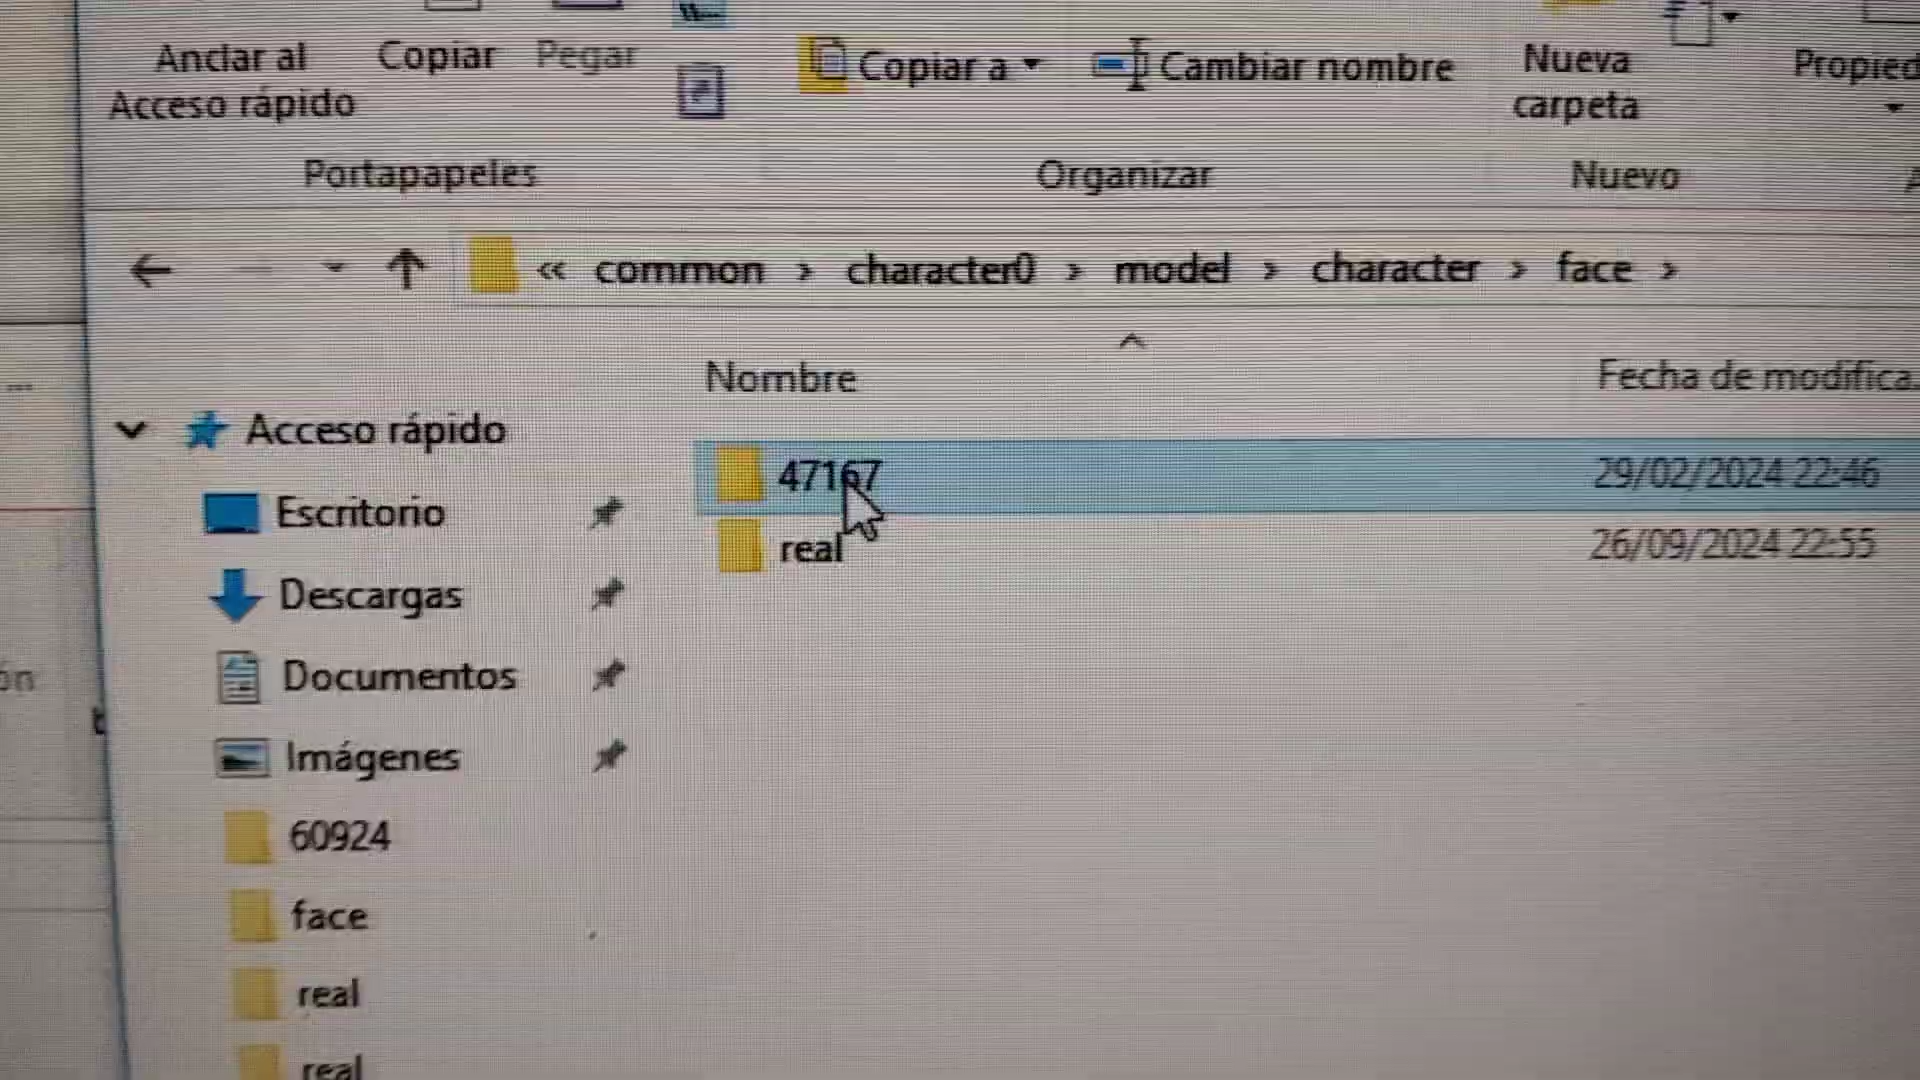 Anclar al
Acceso rápido
Copiar
Pegar
Copiar a
Cambiar nombre
Nueva
carpeta
Portapapeles
Organizar
Nuevo
« common > character0 > model > character > face >
Nombre
Fecha de modifica...
Acceso rápido
47167
29/02/2024 22:46
Escritorio
real
26/09/2024 22:55
Descargas
Documentos
Imágenes
60924
face
real
real